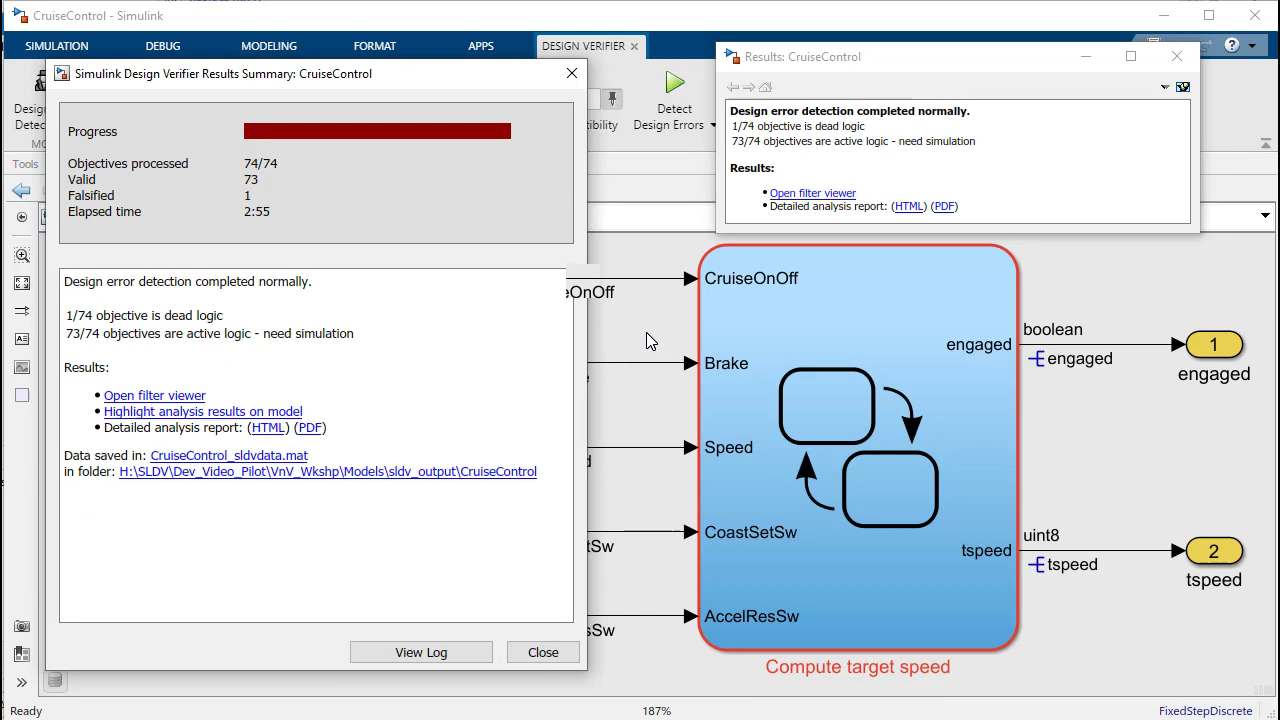 CruiseControl - Simulink
SIMULATION
DEBUG
MODELING
FORMAT
APPS
DESIGN VERIFIER
Simulink Design Verifier Results Summary: CruiseControl
Progress
Objectives processed 74/74
Valid 73
Falsified 1
Elapsed time 2:55
Design error detection completed normally.
1/74 objective is dead logic
73/74 objectives are active logic - need simulation
Results:
• Open filter viewer
• Highlight analysis results on model
• Detailed analysis report: (HTML) (PDF)
Data saved in: CruiseControl_sldvdata.mat
in folder: H:\SLDV\Dev_Video_Pilot\VnV_Wkshp\Models\sldv_output\CruiseControl
View Log
Close
Detect
Design Errors
Results: CruiseControl
Design error detection completed normally.
1/74 objective is dead logic
73/74 objectives are active logic - need simulation
Results:
• Open filter viewer
• Detailed analysis report: (HTML) (PDF)
Tools
CruiseOnOff
Brake
Speed
CoastSetSw
AccelResSw
engaged
tspeed
boolean
engaged
1
engaged
uint8
tspeed
2
tspeed
Compute target speed
Ready
187%
FixedStepDiscrete